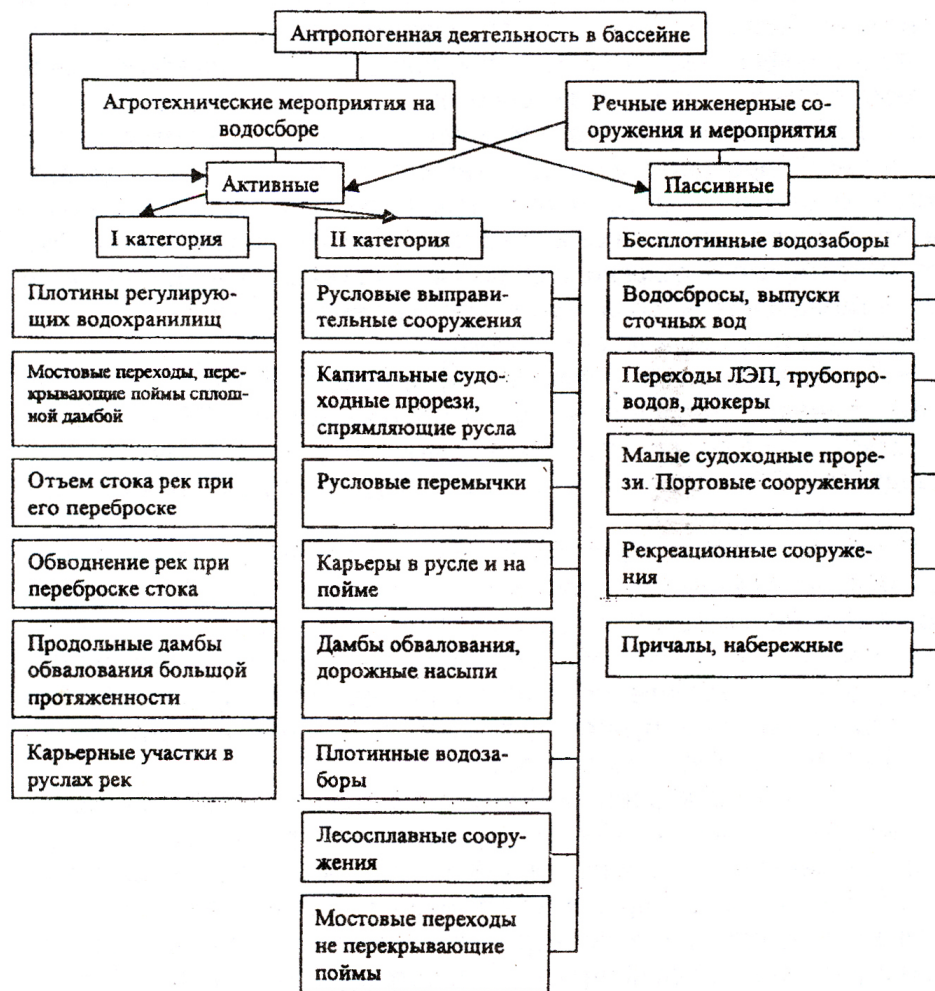 Антропогенная деятельность в бассейне
Агротехнические мероприятия на
водосборе
Речные инженерные со-
оружения и мероприятия
Активные
Пассивные
I категория
II категория
Плотины регулирую-
щих водохранилищ
Мостовые переходы, пере-
крывающие поймы сплош-
ной дамбой
Отъем стока рек при
его переброске
Обводнение рек при
переброске стока
Продольные дамбы
обвалования большой
протяженности
Карьерные участки в
руслах рек
Русловые выправи-
тельные сооружения
Капитальные судо-
ходные прорези,
спрямляющие русла
Русловые перемычки
Карьеры в русле и на
пойме
Дамбы обвалования,
дорожные насыпи
Плотинные водоза-
боры
Лесосплавные соору-
жения
Мостовые переходы
не перекрывающие
поймы
Бесплотинные водозаборы
Водосбросы, выпуски
сточных вод
Переходы ЛЭП, трубопро-
водов, дюкеры
Малые судоходные проре-
зи. Портовые сооружения
Рекреационные сооруже-
ния
Причалы, набережные